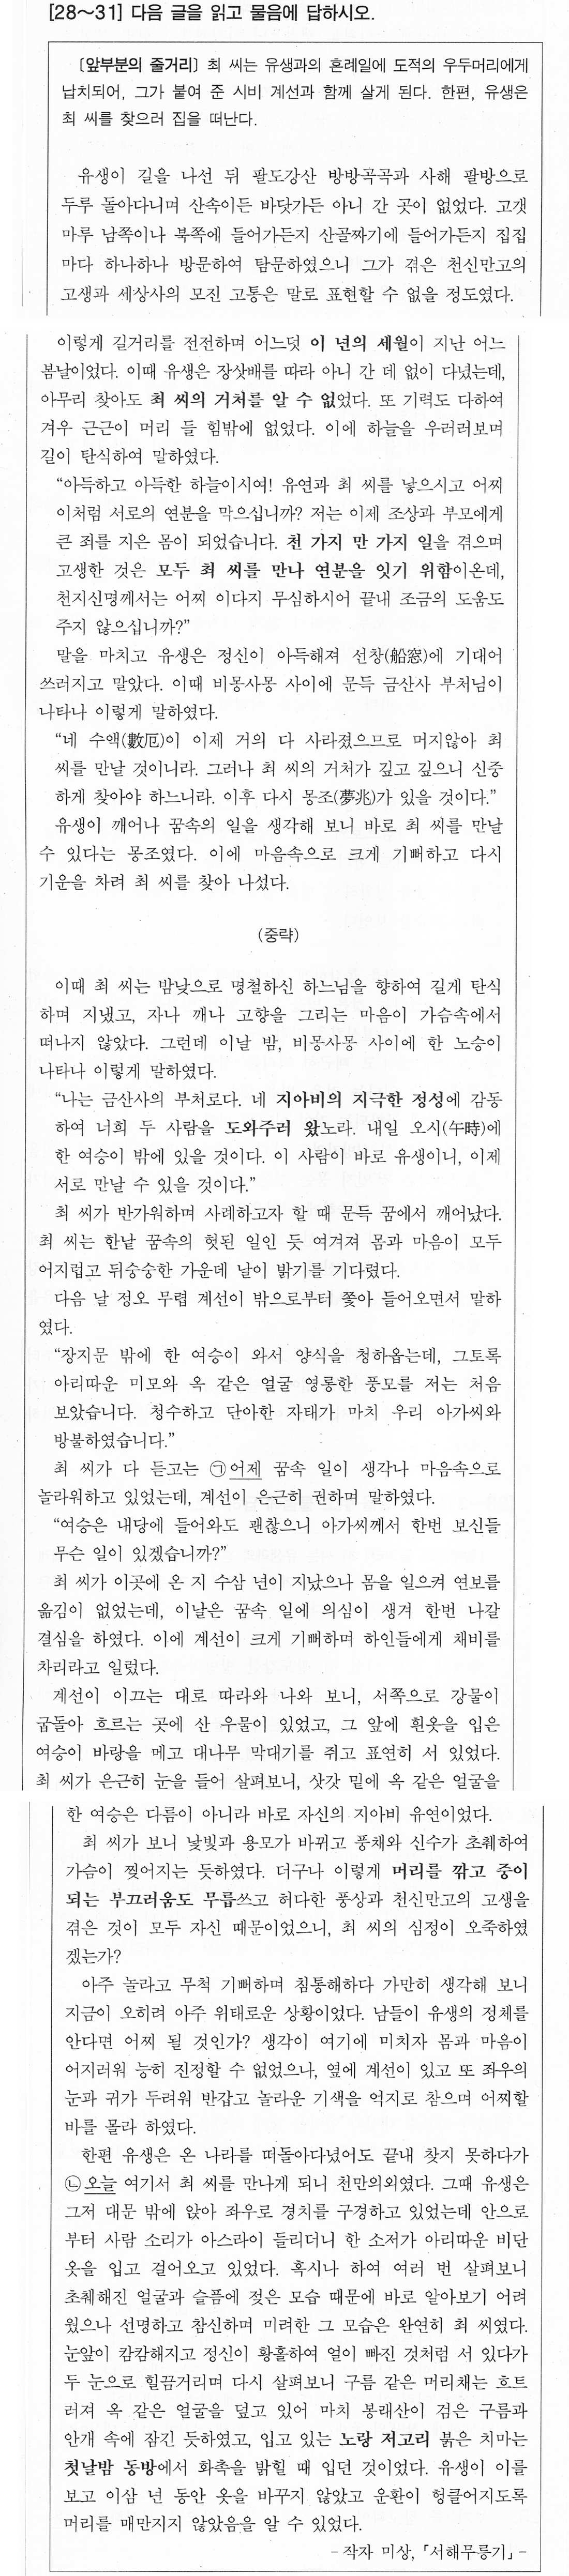 [28~31] 다음 글을 읽고 물음에 답하시오.
〔앞부분의 줄거리〕 최 씨는 유생과의 혼례일에 도적의 우두머리에게
납치되어, 그가 붙여 준 시비 계선과 함께 살게 된다. 한편, 유생은
최 씨를 찾으러 집을 떠난다.
유생이 길을 나선 뒤 팔도강산 방방곡곡과 사해 팔방으로
두루 돌아다니며 산속이든 바닷가든 아니 간 곳이 없었다. 고갯
마루 남쪽이나 북쪽에 들어가든지 산골짜기에 들어가든지 집집
마다 하나하나 방문하여 탐문하였으니 그가 겪은 천신만고의
고생과 세상사의 모진 고통은 말로 표현할 수 없을 정도였다.
이렇게 길거리를 전전하며 어느덧 이 년의 세월이 지난 어느
봄날이었다. 이때 유생은 장삿배를 따라 아니 간 데 없이 다녔는데,
아무리 찾아도 최 씨의 거처를 알 수 없었다. 또 기력도 다하여
겨우 근근이 머리 들 힘밖에 없었다. 이에 하늘을 우러러보며
길이 탄식하여 말하였다.
“아득하고 아득한 하늘이시여! 유연과 최 씨를 낳으시고 어찌
이처럼 서로의 연분을 막으십니까? 저는 이제 조상과 부모에게
큰 죄를 지은 몸이 되었습니다. 천 가지 만 가지 일을 겪으며
고생한 것은 모두 최 씨를 만나 연분을 잇기 위함이온데,
천지신명께서는 어찌 이다지 무심하시어 끝내 조금의 도움도
주지 않으십니까?”
말을 마치고 유생은 정신이 아득해져 선창(船窓)에 기대어
쓰러지고 말았다. 이때 비몽사몽 사이에 문득 금산사 부처님이
나타나 이렇게 말하였다.
“네 수액(數厄)이 이제 거의 다 사라졌으므로 머지않아 최
씨를 만날 것이니라. 그러나 최 씨의 거처가 깊고 깊으니 신중
하게 찾아야 하느니라. 이후 다시 몽조(夢兆)가 있을 것이다.”
유생이 깨어나 꿈속의 일을 생각해 보니 바로 최 씨를 만날
수 있다는 몽조였다. 이에 마음속으로 크게 기뻐하고 다시
기운을 차려 최 씨를 찾아 나섰다.
(중략)
이때 최 씨는 밤낮으로 명철하신 하느님을 향하여 길게 탄식
하며 지냈고, 자나 깨나 고향을 그리는 마음이 가슴속에서
떠나지 않았다. 그런데 이날 밤, 비몽사몽 사이에 한 노승이
나타나 이렇게 말하였다.
“나는 금산사의 부처로다. 네 지아비의 지극한 정성에 감동
하여 너희 두 사람을 도와주러 왔노라. 내일 오시(午時)에
한 여승이 밖에 있을 것이다. 이 사람이 바로 유생이니, 이제
서로 만날 수 있을 것이다.”
최 씨가 반가워하며 사례하고자 할 때 문득 꿈에서 깨어났다.
최 씨는 한낱 꿈속의 헛된 일인 듯 여겨져 몸과 마음이 모두
어지럽고 뒤숭숭한 가운데 날이 밝기를 기다렸다.
다음 날 정오 무렵 계선이 밖으로부터 쫓아 들어오면서 말하
였다.
“장지문 밖에 한 여승이 와서 양식을 청하옵는데, 그토록
아리따운 미모와 옥 같은 얼굴 영롱한 풍모를 저는 처음
보았습니다. 청수하고 단아한 자태가 마치 우리 아가씨와
방불하였습니다.”
최 씨가 다 듣고는 ㉠어제 꿈속 일이 생각나 마음속으로
놀라워하고 있었는데, 계선이 은근히 권하며 말하였다.
“여승은 내당에 들어와도 괜찮으니 아가씨께서 한번 보신들
무슨 일이 있겠습니까?”
최 씨가 이곳에 온 지 수삼 년이 지났으나 몸을 일으켜 연보를
옮김이 없었는데, 이날은 꿈속 일에 의심이 생겨 한번 나갈
결심을 하였다. 이에 계선이 크게 기뻐하며 하인들에게 채비를
차리라고 일렀다.
계선이 이끄는 대로 따라와 나와 보니, 서쪽으로 강물이
굽돌아 흐르는 곳에 산 우물이 있었고, 그 앞에 흰옷을 입은
여승이 바랑을 메고 대나무 막대기를 쥐고 표연히 서 있었다.
최 씨가 은근히 눈을 들어 살펴보니, 삿갓 밑에 옥 같은 얼굴을
한 여승은 다름이 아니라 바로 자신의 지아비 유연이었다.
최 씨가 보니 낯빛과 용모가 바뀌고 풍채와 신수가 초췌하여
가슴이 찢어지는 듯하였다. 더구나 이렇게 머리를 깎고 중이
되는 부끄러움도 무릅쓰고 허다한 풍상과 천신만고의 고생을
겪은 것이 모두 자신 때문이었으니, 최 씨의 심정이 오죽하였
겠는가?
아주 놀라고 무척 기뻐하며 침통해하다 가만히 생각해 보니
지금이 오히려 아주 위태로운 상황이었다. 남들이 유생의 정체를
안다면 어찌 될 것인가? 생각이 여기에 미치자 몸과 마음이
어지러워 능히 진정할 수 없었으나, 옆에 계선이 있고 또 좌우의
눈과 귀가 두려워 반갑고 놀라운 기색을 억지로 참으며 어찌할
바를 몰라 하였다.
한편 유생은 온 나라를 떠돌아다녔어도 끝내 찾지 못하다가
㉡오늘 여기서 최 씨를 만나게 되니 천만의외였다. 그때 유생은
그저 대문 밖에 앉아 좌우로 경치를 구경하고 있었는데 안으로
부터 사람 소리가 아스라이 들리더니 한 소저가 아리따운 비단
옷을 입고 걸어오고 있었다. 혹시나 하여 여러 번 살펴보니
초췌해진 얼굴과 슬픔에 젖은 모습 때문에 바로 알아보기 어려
웠으나 선명하고 참신하며 미려한 그 모습은 완연히 최 씨였다.
눈앞이 캄캄해지고 정신이 황홀하여 얼이 빠진 것처럼 서 있다가
두 눈으로 힐끔거리며 다시 살펴보니 구름 같은 머리채는 흐트
러져 옥 같은 얼굴을 덮고 있어 마치 봉래산이 검은 구름과
안개 속에 잠긴 듯하였고, 입고 있는 노랑 저고리 붉은 치마는
첫날밤 동방에서 화촉을 밝힐 때 입던 것이었다. 유생이 이를
보고 이삼 년 동안 옷을 바꾸지 않았고 운환이 헝클어지도록
머리를 매만지지 않았음을 알 수 있었다.
- 작자 미상, 「서해무릉기」 -